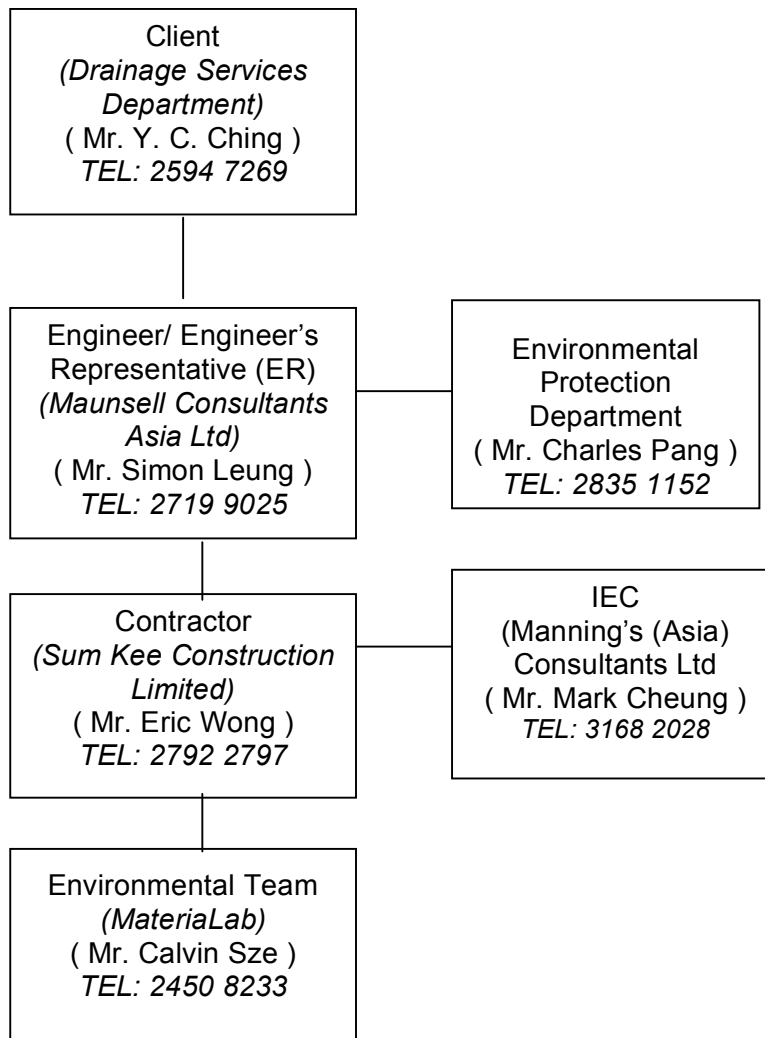 Client
(Drainage Services
Department)
( Mr. Y. C. Ching )
TEL: 2594 7269
Engineer/ Engineer’s
Representative (ER)
(Maunsell Consultants
Asia Ltd)
( Mr. Simon Leung )
TEL: 2719 9025
Environmental
Protection
Department
( Mr. Charles Pang )
TEL: 2835 1152
Contractor
(Sum Kee Construction
Limited)
( Mr. Eric Wong )
TEL: 2792 2797
IEC
(Manning’s (Asia)
Consultants Ltd
( Mr. Mark Cheung )
TEL: 3168 2028
Environmental Team
(MateriaLab)
( Mr. Calvin Sze )
TEL: 2450 8233